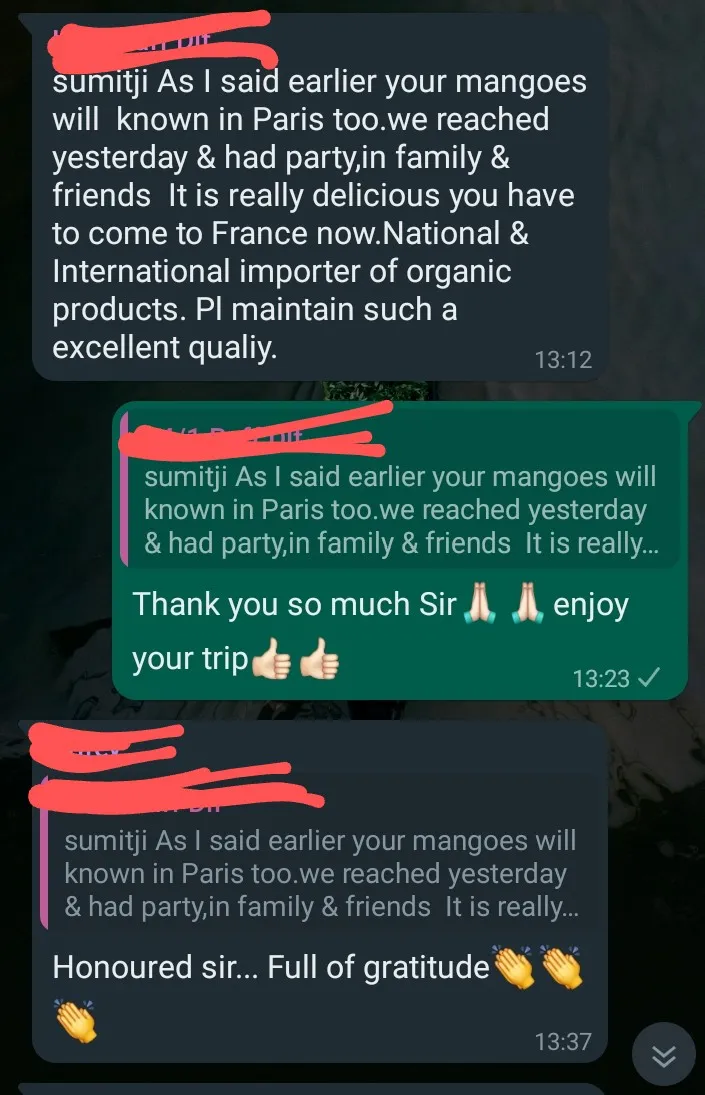 sumitji As I said earlier your mangoes
will known in Paris too.we reached
yesterday & had party,in family &
friends It is really delicious you have
to come to France now.National &
International importer of organic
products. Pl maintain such a
excellent qualiy.
13:12
sumitji As I said earlier your mangoes will
known in Paris too.we reached yesterday
& had party,in family & friends It is really...
Thank you so much Sir🙏🏻 🙏🏻 enjoy
your trip👍🏻 👍🏻
13:23
sumitji As I said earlier your mangoes will
known in Paris too.we reached yesterday
& had party,in family & friends It is really...
Honoured sir... Full of gratitude👏👏
👏
13:37